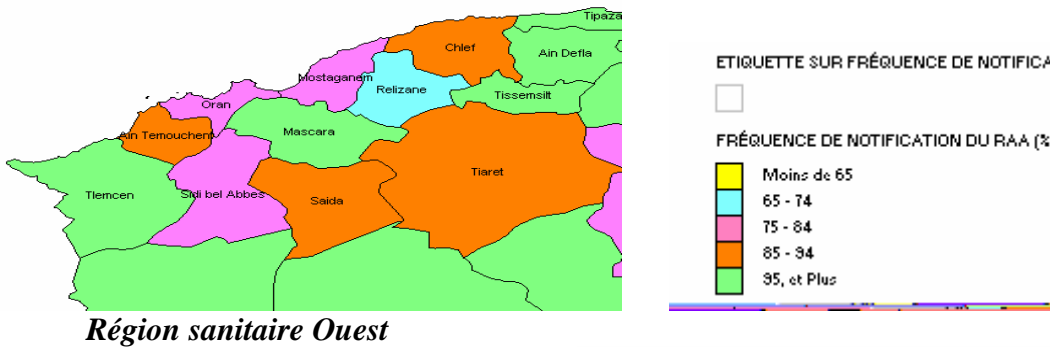 Tipaza
Chlef
Ain Defla
Mostaganem
Relizane
Tissemsilt
Oran
Mascara
Ain Temouchent
Tiaret
Tlemcen
Sidi bel Abbes
Saida
ETIQUETTE SUR FRÉQUENCE DE NOTIFICA
FRÉQUENCE DE NOTIFICATION DU RAA (%
Moins de 65
65 - 74
75 - 84
85 - 94
95, et Plus
Région sanitaire Ouest